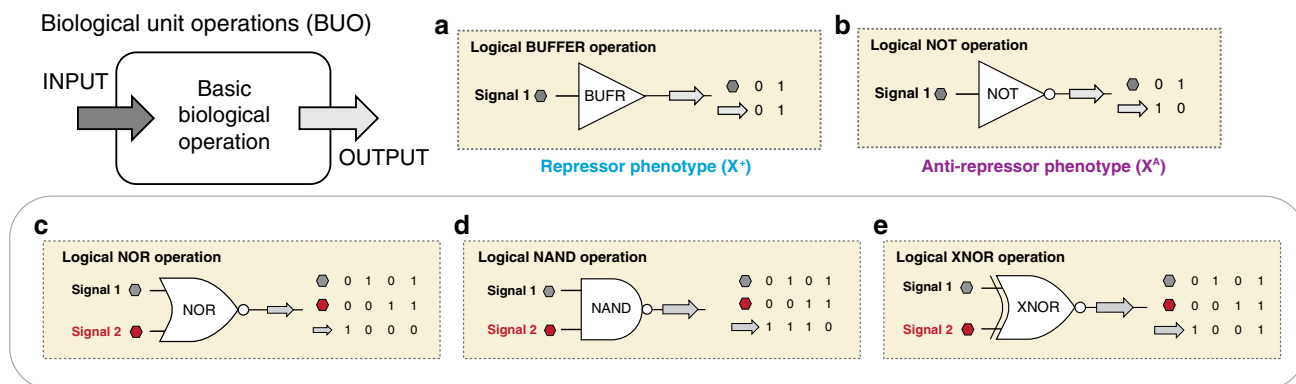 Biological unit operations (BUO)
INPUT
Basic
biological
operation
OUTPUT
a
Logical BUFFER operation
Signal 1
BUFR
0 1
0 1
Repressor phenotype (X⁺)
b
Logical NOT operation
Signal 1
NOT
0 1
1 0
Anti-repressor phenotype (Xᴬ)
c
Logical NOR operation
Signal 1
NOR
Signal 2
0 1 0 1
0 0 1 1
1 0 0 0
d
Logical NAND operation
Signal 1
NAND
Signal 2
0 1 0 1
0 0 1 1
1 1 1 0
e
Logical XNOR operation
Signal 1
XNOR
Signal 2
0 1 0 1
0 0 1 1
1 0 0 1